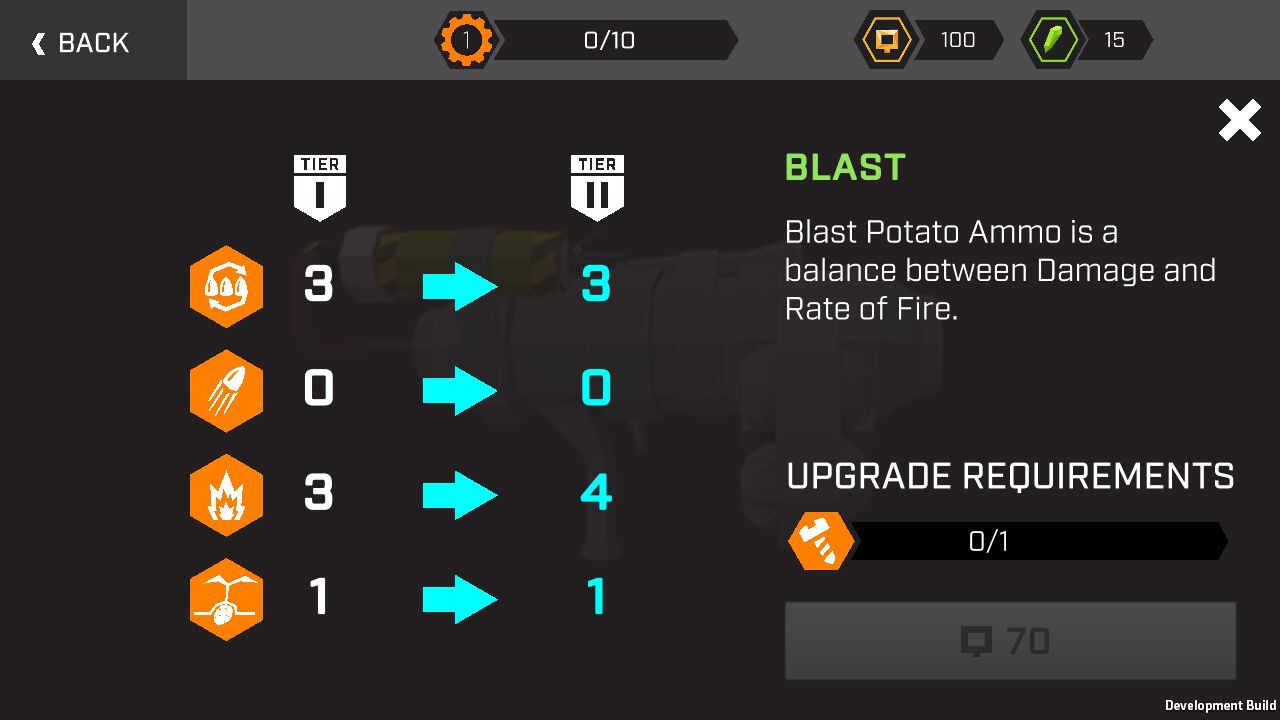 BACK
1
0/10
100
15
TIER
I
TIER
II
BLAST
Blast Potato Ammo is a
balance between Damage and
Rate of Fire.
3
3
0
0
3
4
1
1
UPGRADE REQUIREMENTS
0/1
70
Development Build